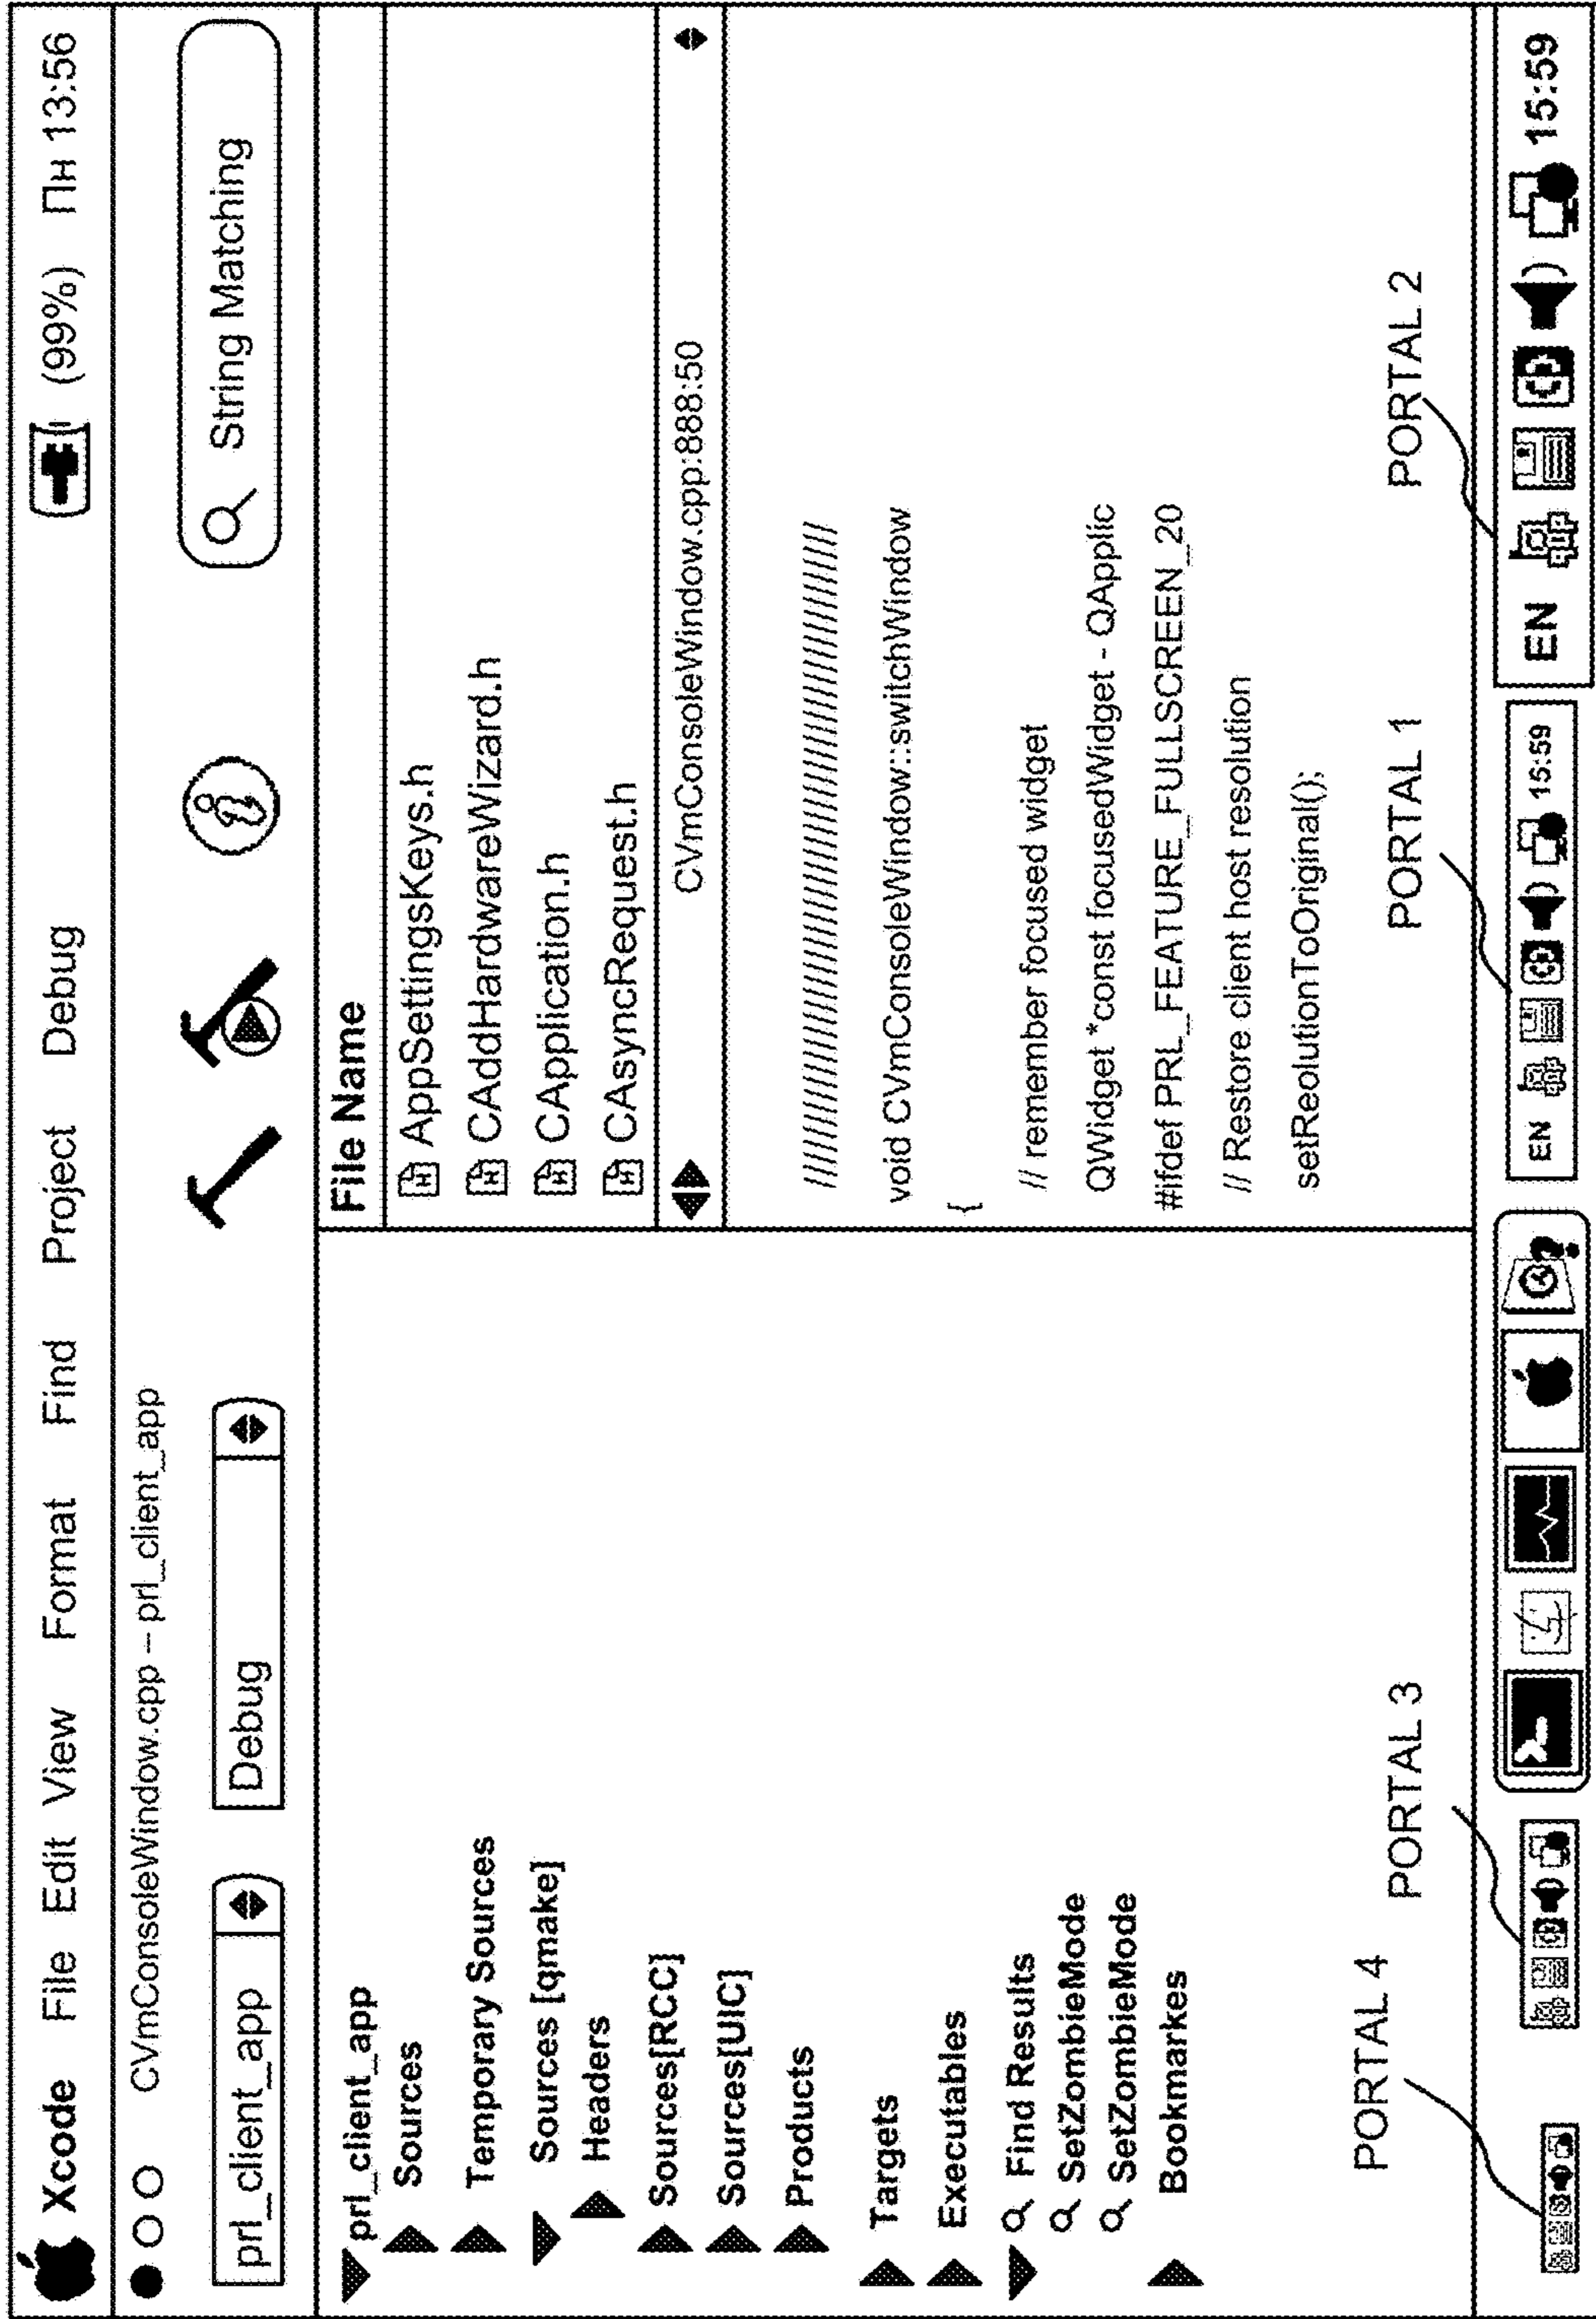 Xcode File Edit View Format Find Project Debug (99%) Пн 13:56
CVmConsoleWindow.cpp – prl_client_app
prl_client_app Debug String Matching
prl_client_app
Sources
Temporary Sources
Sources [qmake]
Headers
Sources[RCC]
Sources[UIC]
Products
Targets
Executables
Find Results
SetZombieMode
SetZombieMode
Bookmarkes
File Name
AppSettingsKeys.h
CAddHardwareWizard.h
CApplication.h
CAsyncRequest.h
CVmConsoleWindow.cpp:888:50
//////////////////////////////////////////
void CVmConsoleWindow::switchWindow
{
// remember focused widget
QWidget *const focusedWidget - QApplic
#ifdef PRL_FEATURE_FULLSCREEN_20
// Restore client host resolution
setReolutionToOriginal();
PORTAL 4
PORTAL 3
PORTAL 1
PORTAL 2
EN 15:59
EN 15:59